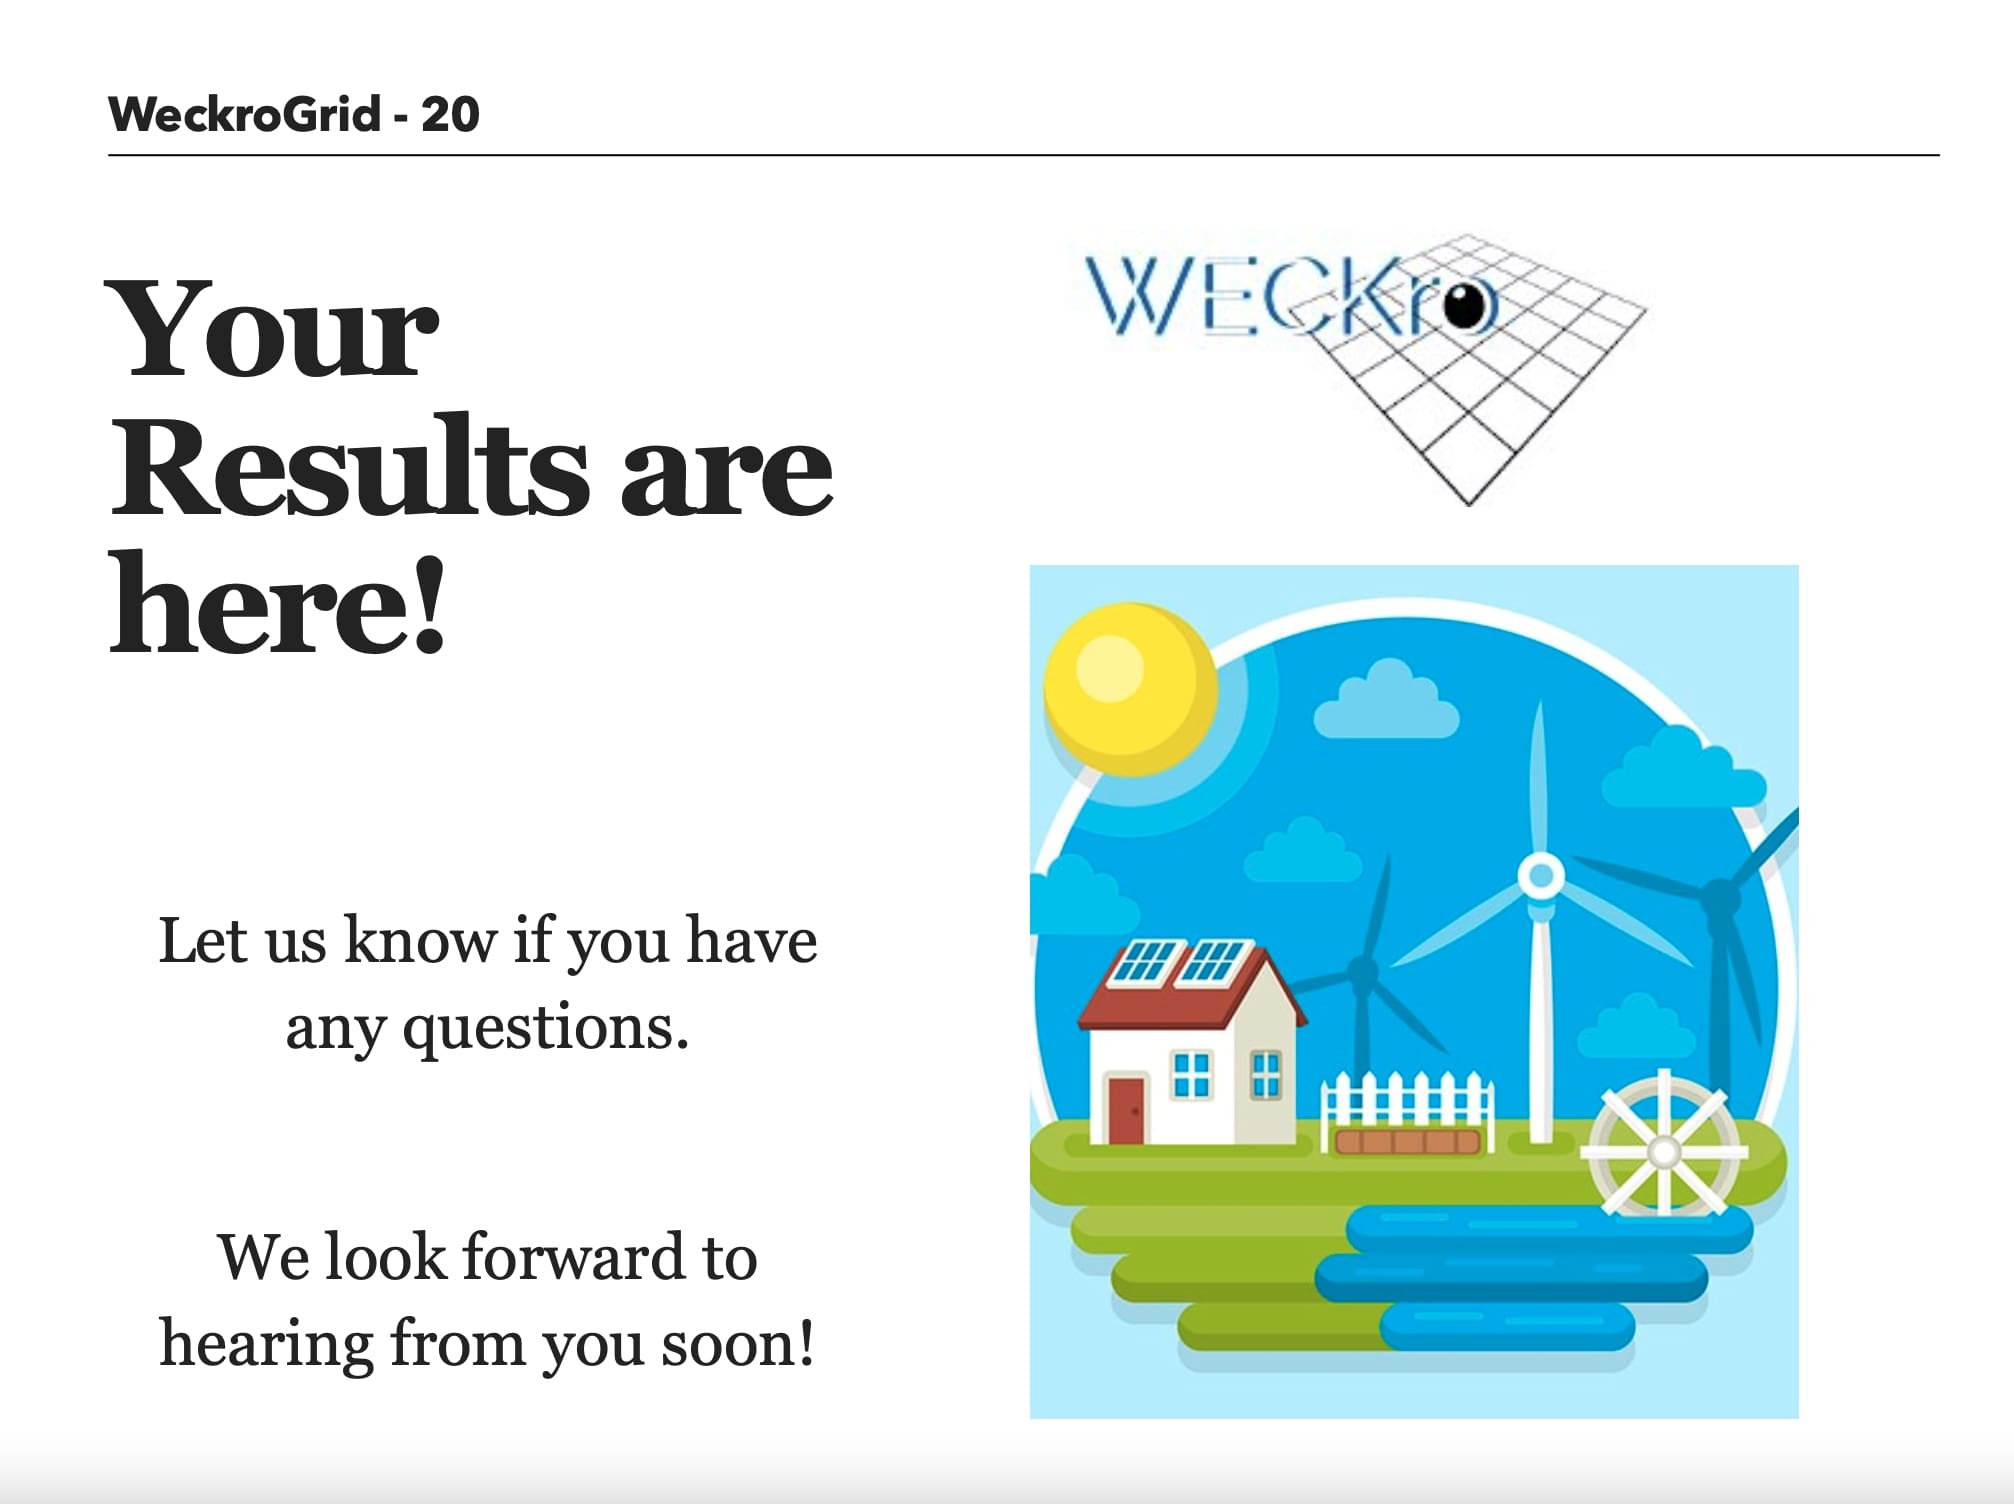 WeckroGrid - 20
Your
Results are
here!
WECKro
Let us know if you have
any questions.
We look forward to
hearing from you soon!